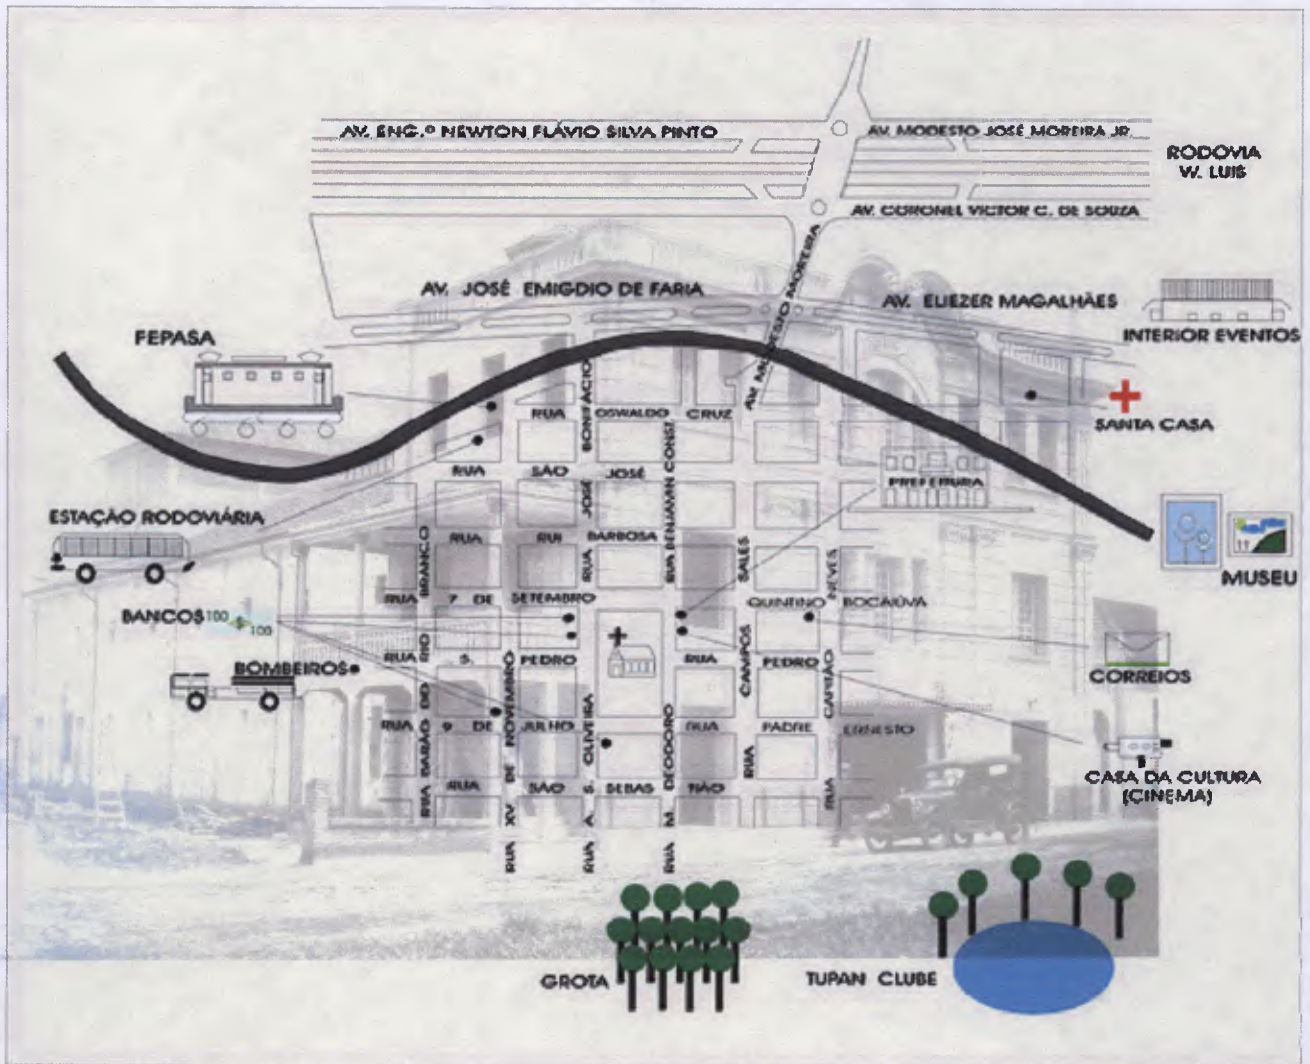 AV. ENG.º NEWTON FLÁVIO SILVA PINTO
AV. MODESTO JOSÉ MOREIRA JR.
RODOVIA
W. LUIS
AV. CORONEL VICTOR C. DE SOUZA
AV. MODESTO MOREIRA
AV. JOSÉ EMIGDIO DE FARIA
AV. ELIEZER MAGALHÃES
INTERIOR EVENTOS
FEPASA
RUA OSWALDO CRUZ
SANTA CASA
RUA SÃO JOSÉ
PREFEITURA
ESTAÇÃO RODOVIÁRIA
RUA RUI BARBOSA
MUSEU
BANCOS 100 $ 100
RUA 7 DE SETEMBRO
QUINTINO BOCAIÚVA
BOMBEIROS
RUA S. PEDRO
RUA PEDRO
CORREIOS
RUA 9 DE JULHO
RUA PADRE ERNESTO
CASA DA CULTURA
(CINEMA)
RUA SÃO SEBAS TIÃO
RUA BARÃO DO RIO BRANCO
RUA XV DE NOVEMBRO
RUA JOSÉ BONIFÁCIO
RUA A. S. OLIVEIRA
RUA BENJAMIN CONST.
RUA M. DEODORO
RUA CAMPOS SALES
RUA CAPITÃO NEVES
GROTA
TUPAN CLUBE